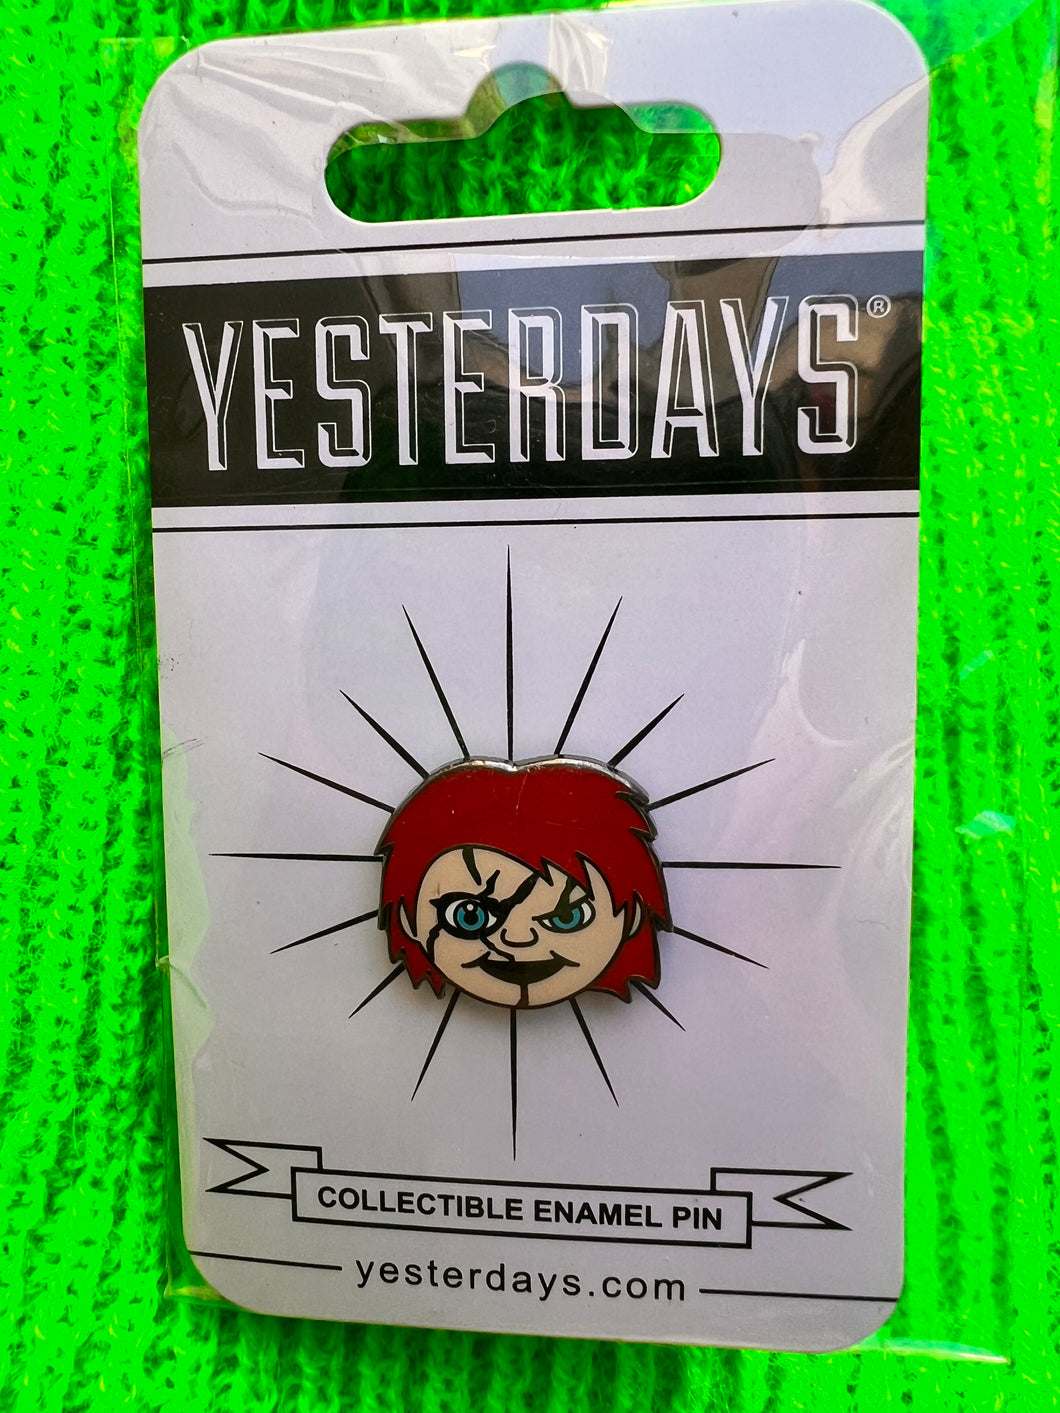 YESTERDAYS®
COLLECTIBLE ENAMEL PIN
yesterdays.com